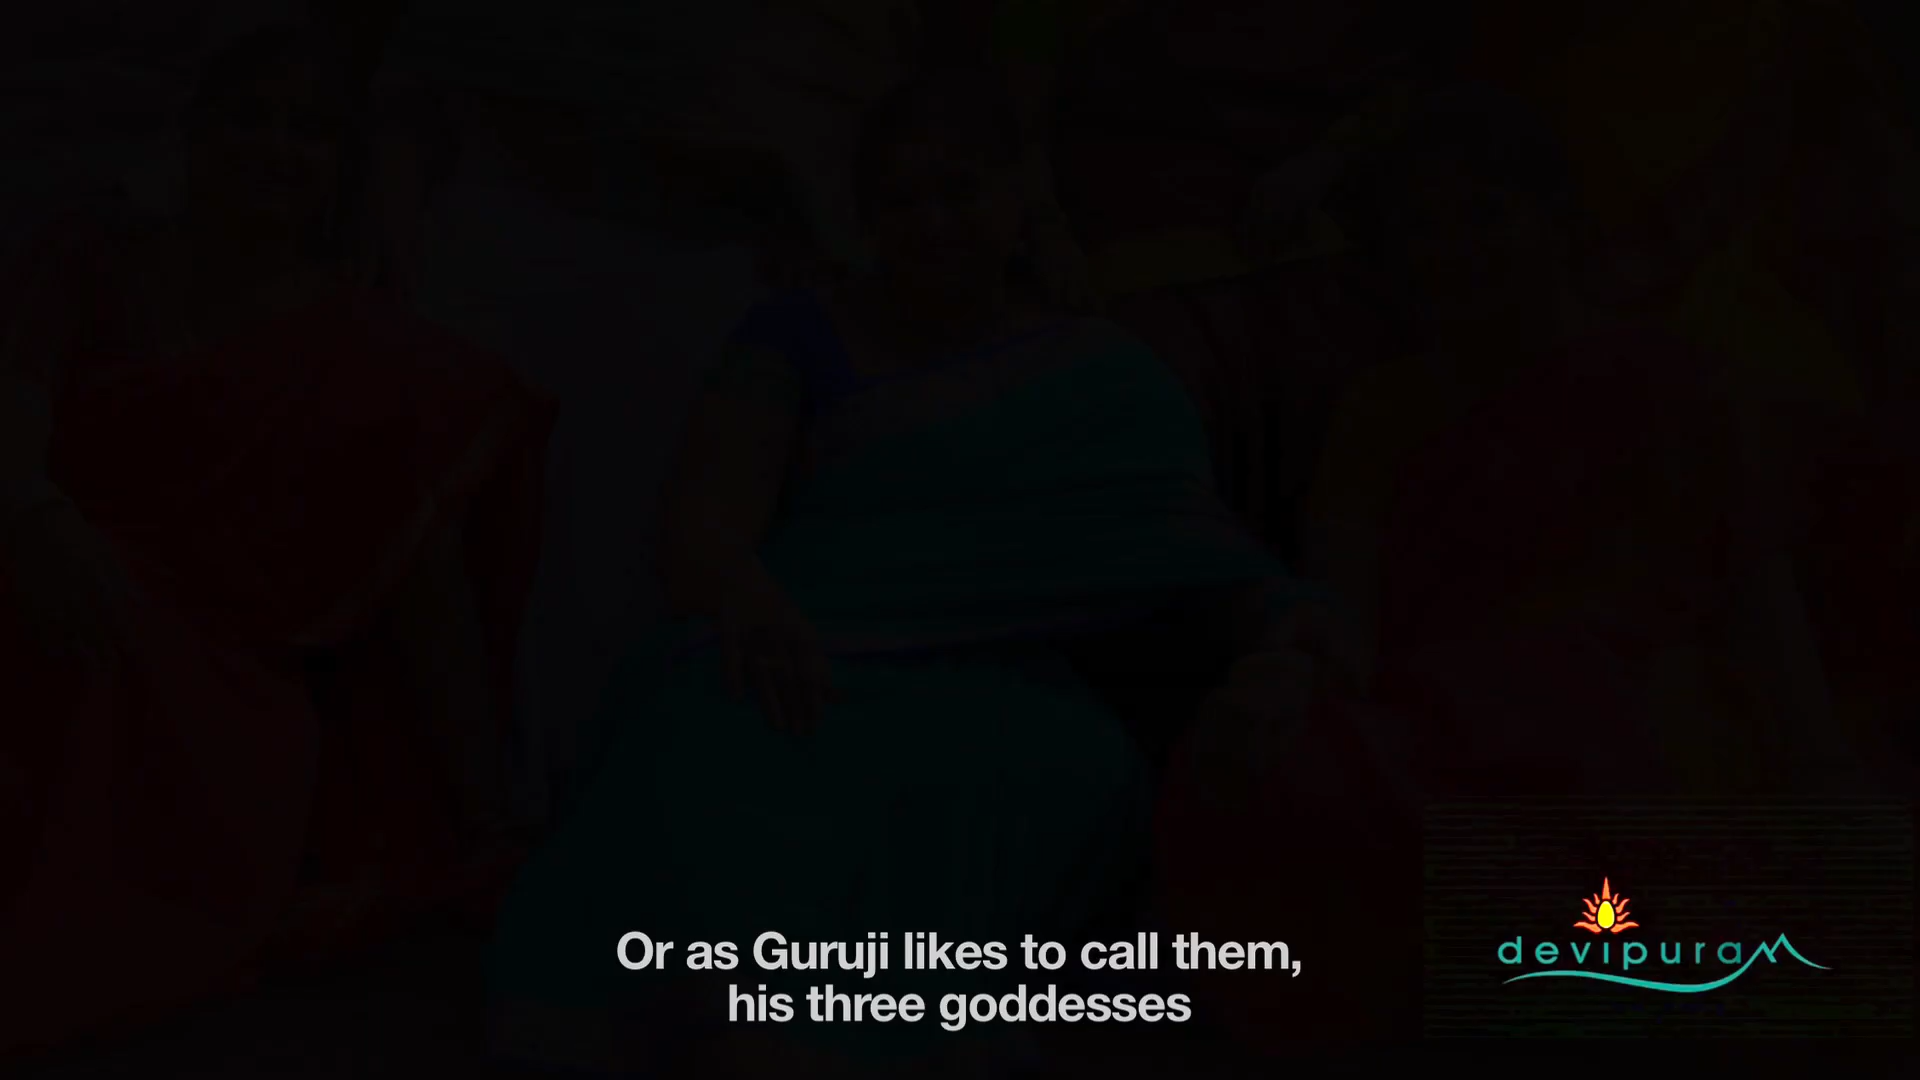 Or as Guruji likes to call them,
his three goddesses
devipuram